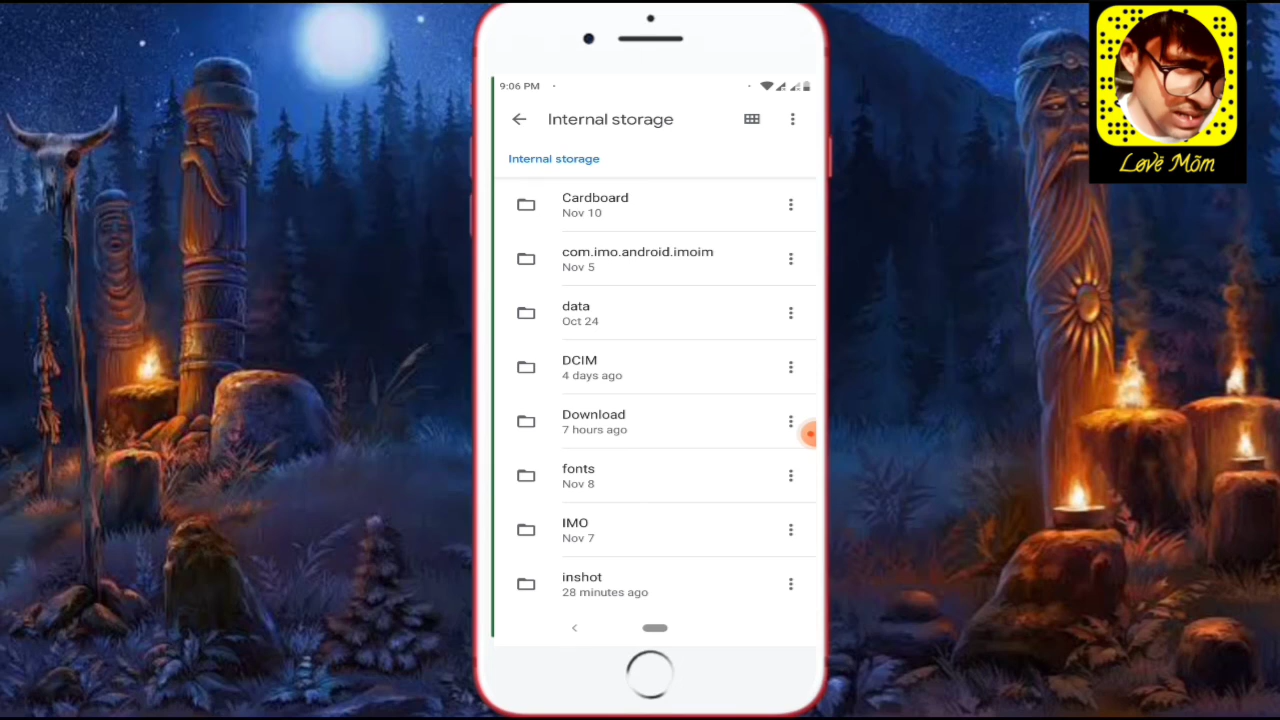 9:06 PM
Internal storage
Internal storage
Cardboard
Nov 10
com.imo.android.imoim
Nov 5
data
Oct 24
DCIM
4 days ago
Download
7 hours ago
fonts
Nov 8
IMO
Nov 7
inshot
28 minutes ago
Løvë Mõm